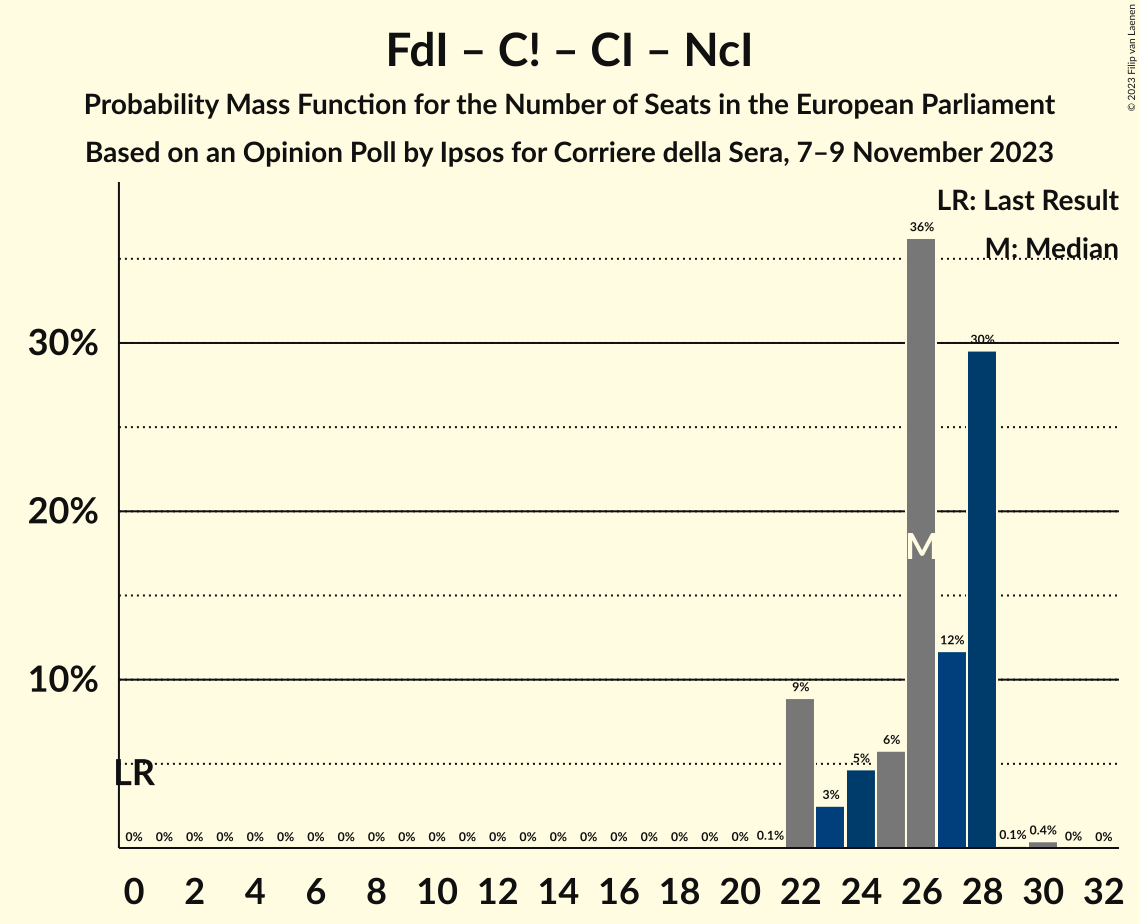 FdI – C! – CI – NcI
Probability Mass Function for the Number of Seats in the European Parliament
Based on an Opinion Poll by Ipsos for Corriere della Sera, 7–9 November 2023
© 2023 Filip van Laenen
LR: Last Result
M: Median
36%
30%
30%
20%
M
12%
10%
9%
6%
5%
3%
LR
0% 0% 0% 0% 0% 0% 0% 0% 0% 0% 0% 0% 0% 0% 0% 0% 0% 0% 0% 0% 0% 0.1% 0.1% 0.4% 0% 0%
0 2 4 6 8 10 12 14 16 18 20 22 24 26 28 30 32